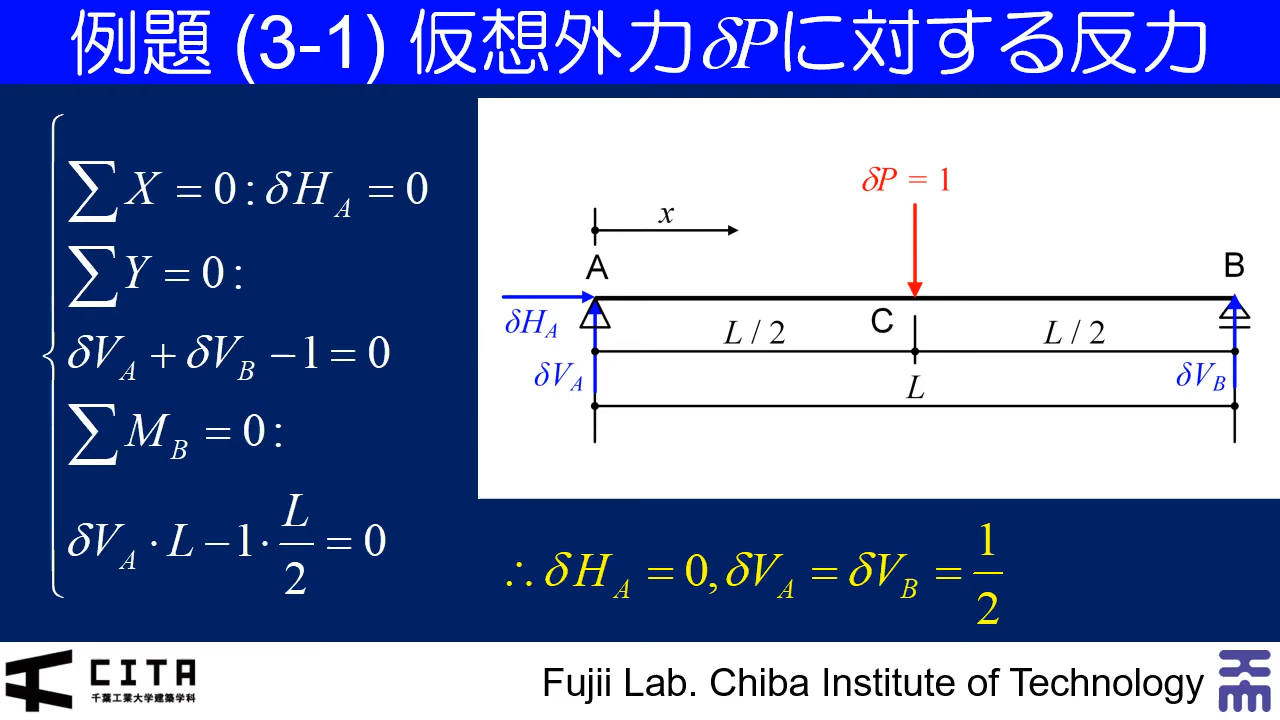 例題 (3-1) 仮想外力δPに対する反力
∑X = 0 : δH_A = 0
∑Y = 0 :
δV_A + δV_B − 1 = 0
∑M_B = 0 :
δV_A · L − 1 · L/2 = 0
δP = 1
x
A
B
C
δH_A
L / 2
L / 2
δV_A
δV_B
L
∴ δH_A = 0, δV_A = δV_B = 1/2
CITA
千葉工業大学建築学科
Fujii Lab. Chiba Institute of Technology